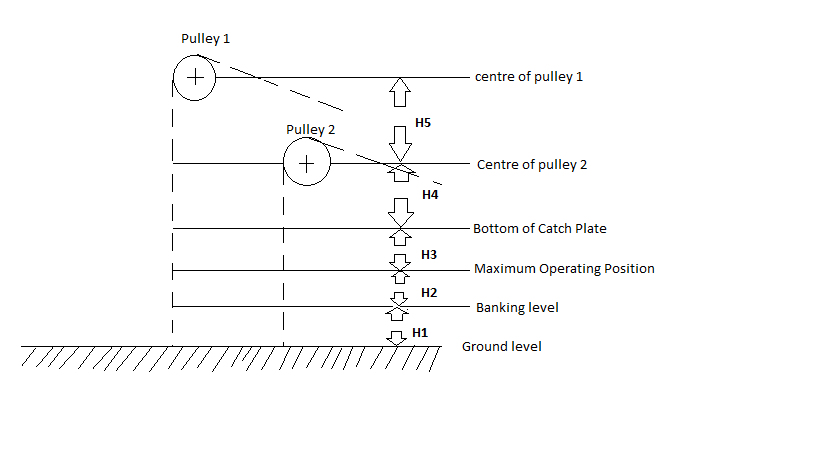 Pulley 1
centre of pulley 1
H5
Pulley 2
Centre of pulley 2
H4
Bottom of Catch Plate
H3
Maximum Operating Position
H2
Banking level
H1
Ground level